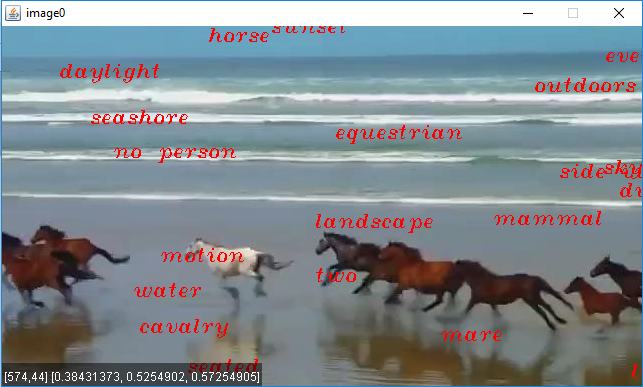 image0
horse
sunset
eve
daylight
outdoors
seashore
equestrian
no person
side
sky
landscape
mammal
motion
two
water
cavalry
mare
seated
[574,44] [0.38431373, 0.5254902, 0.57254905]